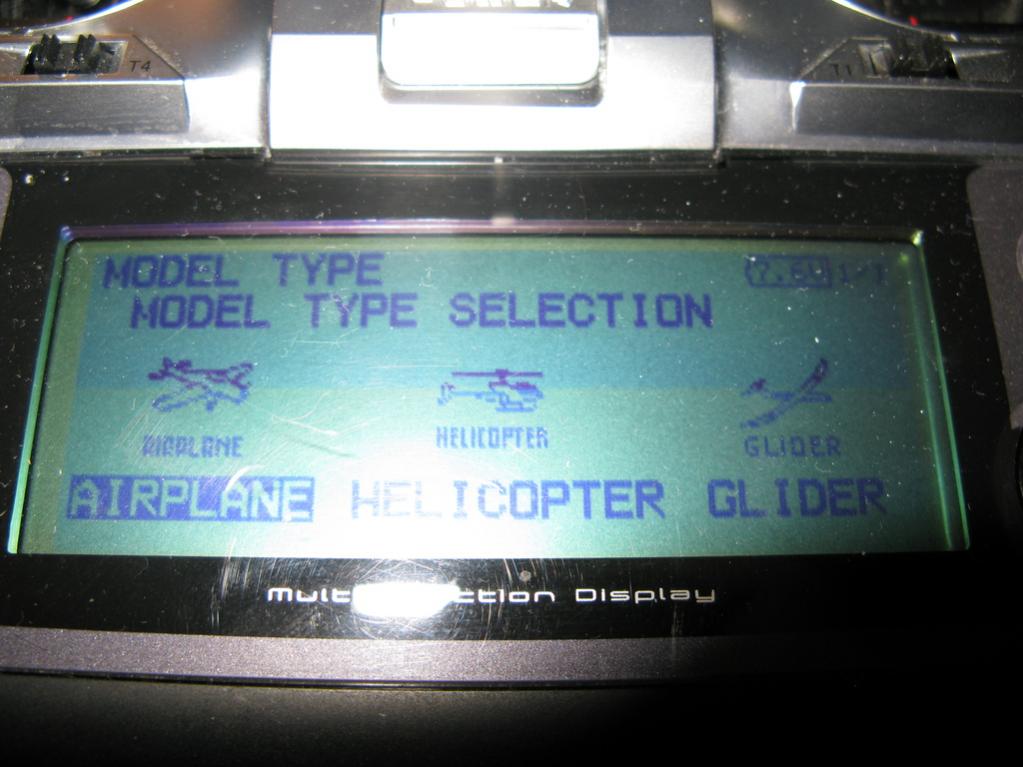 T4
T1
MODEL TYPE 7.6V 1/1
MODEL TYPE SELECTION
AIRPLANE HELICOPTER GLIDER
AIRPLANE HELICOPTER GLIDER
Display